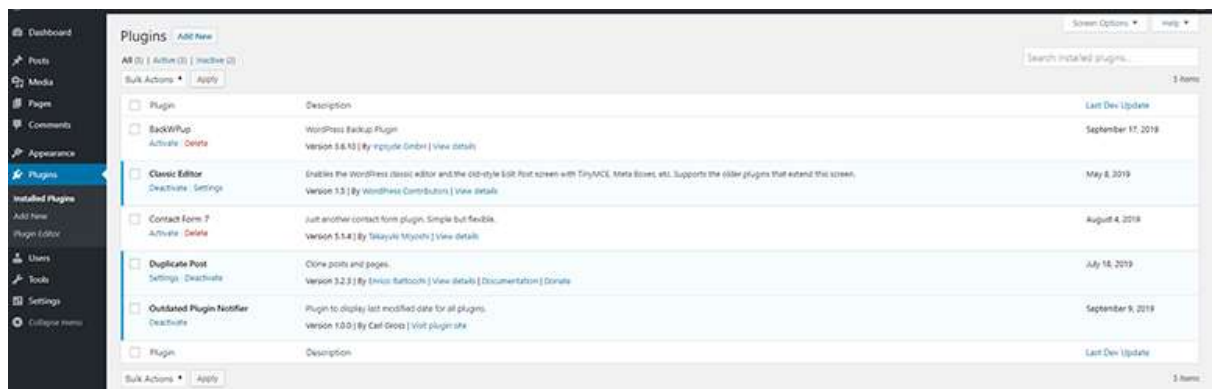 Screen Options Help
Dashboard
Posts
Media
Pages
Comments
Appearance
Plugins
Installed Plugins
Add New
Plugin Editor
Users
Tools
Settings
Collapse menu
Plugins Add New
All (5) | Active (3) | Inactive (2)
Search installed plugins...
Bulk Actions Apply
5 items
Plugin Description Last Dev Update
BackWPup WordPress Backup Plugin September 17, 2019
Activate Delete Version 3.6.10 | By Inpsyde GmbH | View details
Classic Editor Enables the WordPress classic editor and the old-style Edit Post screen with TinyMCE, Meta Boxes, etc. Supports the older plugins that extend this screen. May 8, 2019
Deactivate Settings Version 1.5 | By WordPress Contributors | View details
Contact Form 7 Just another contact form plugin. Simple but flexible. August 4, 2019
Activate Delete Version 5.1.4 | By Takayuki Miyoshi | View details
Duplicate Post Clone posts and pages. July 18, 2019
Settings Deactivate Version 3.2.3 | By Enrico Battocchi | View details | Documentation | Donate
Outdated Plugin Notifier Plugin to display last modified date for all plugins. September 9, 2019
Deactivate Version 1.0.0 | By Carl Gross | Visit plugin site
Plugin Description Last Dev Update
Bulk Actions Apply
5 items